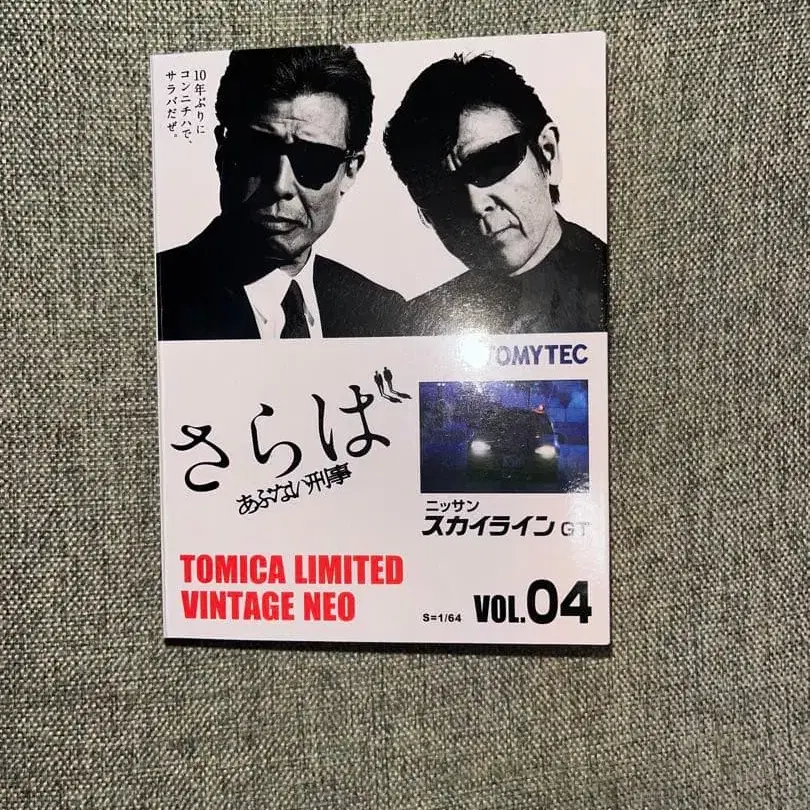 10年ぶりに
コンニチハで、
サラバだぜ。
TOMYTEC
さらば
あぶない刑事
ニッサン
スカイライン GT
TOMICA LIMITED
VINTAGE NEO
S=1/64
VOL.04